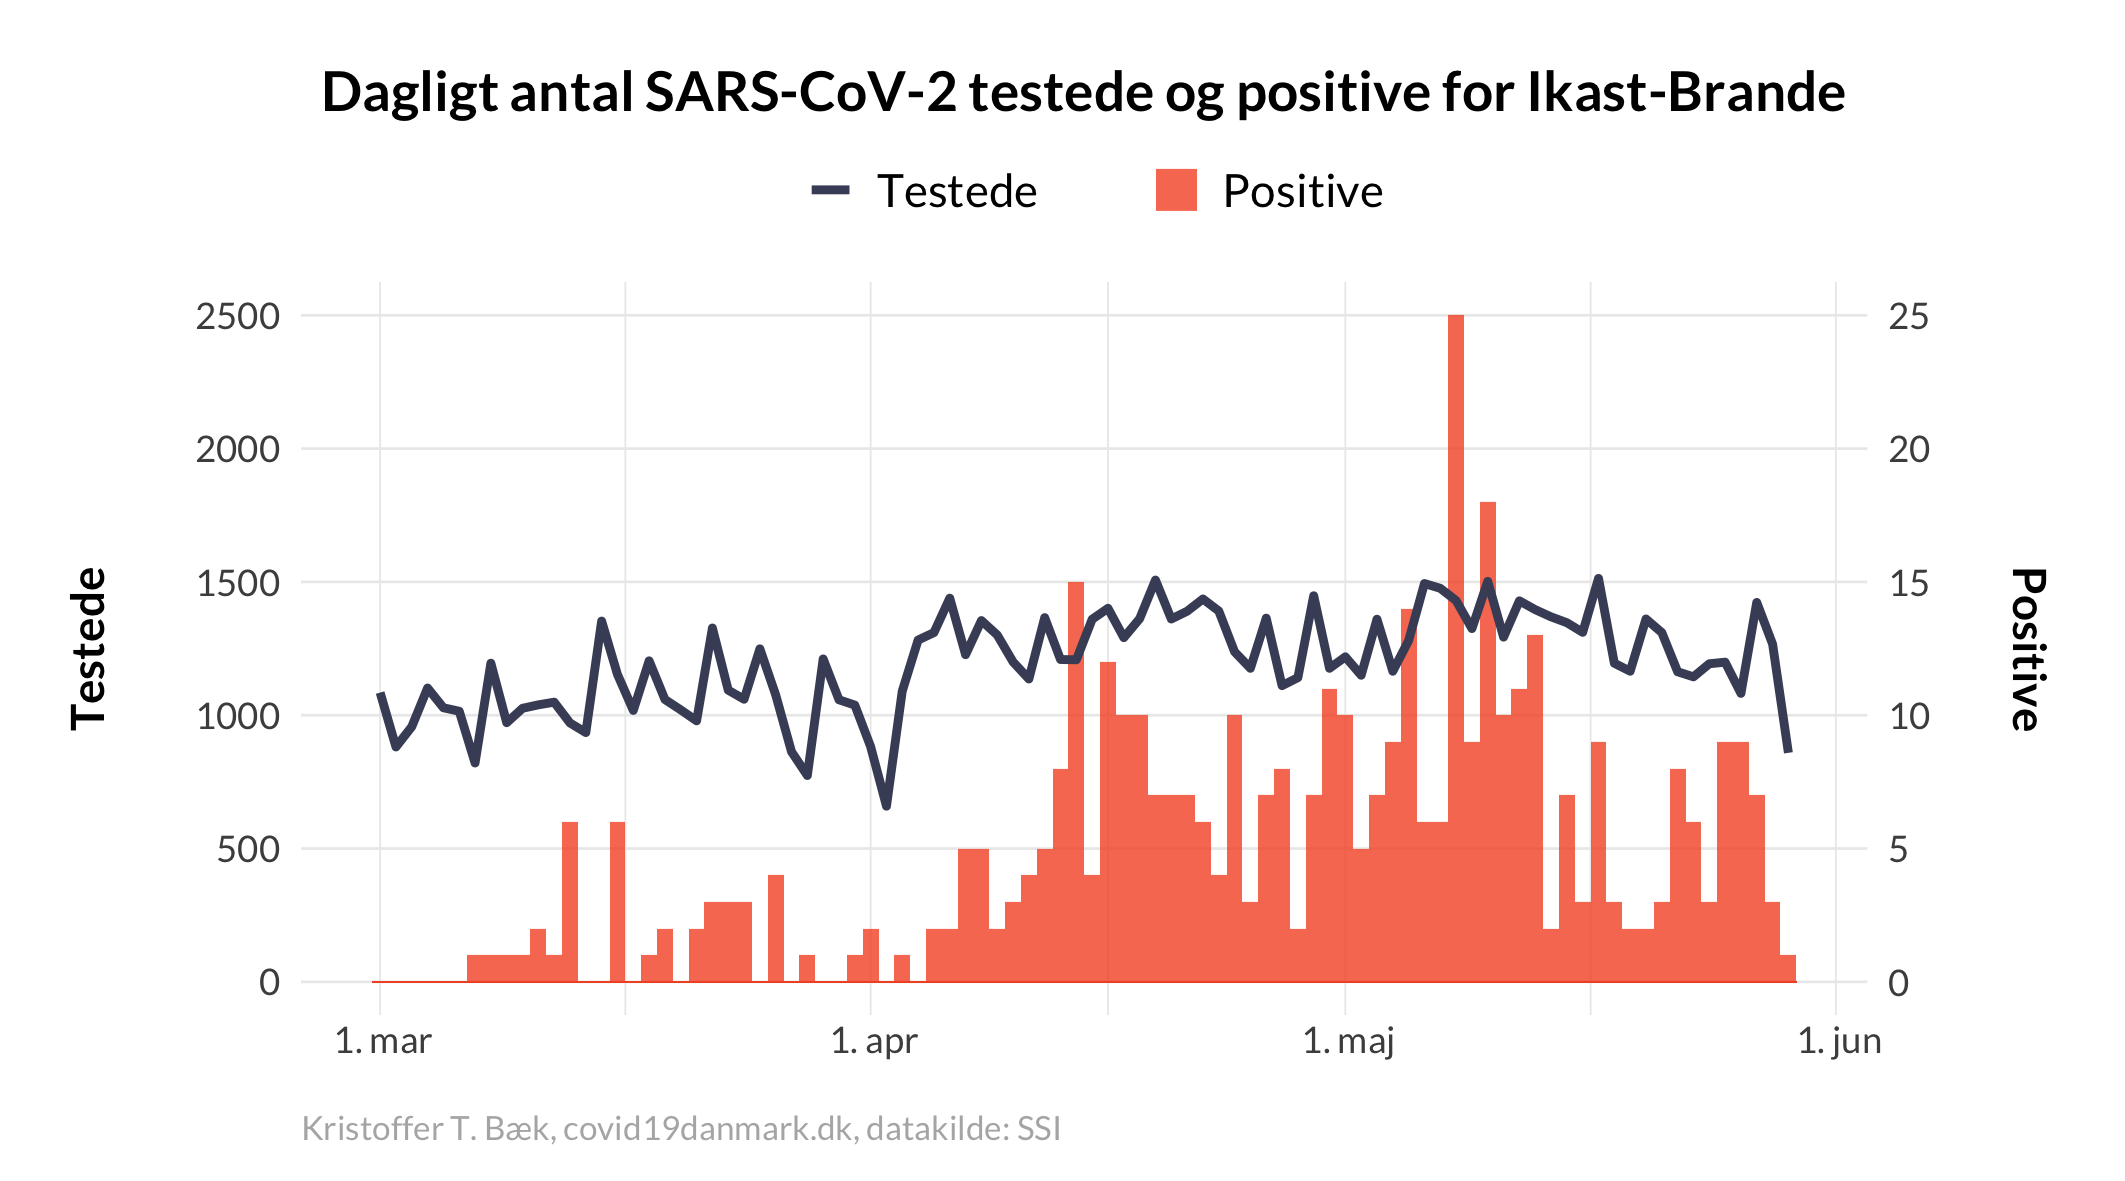 Dagligt antal SARS-CoV-2 testede og positive for Ikast-Brande
Testede
Positive
2500
2000
1500
1000
500
0
25
20
15
10
5
0
Testede
Positive
1. mar
1. apr
1. maj
1. jun
Kristoffer T. Bæk, covid19danmark.dk, datakilde: SSI